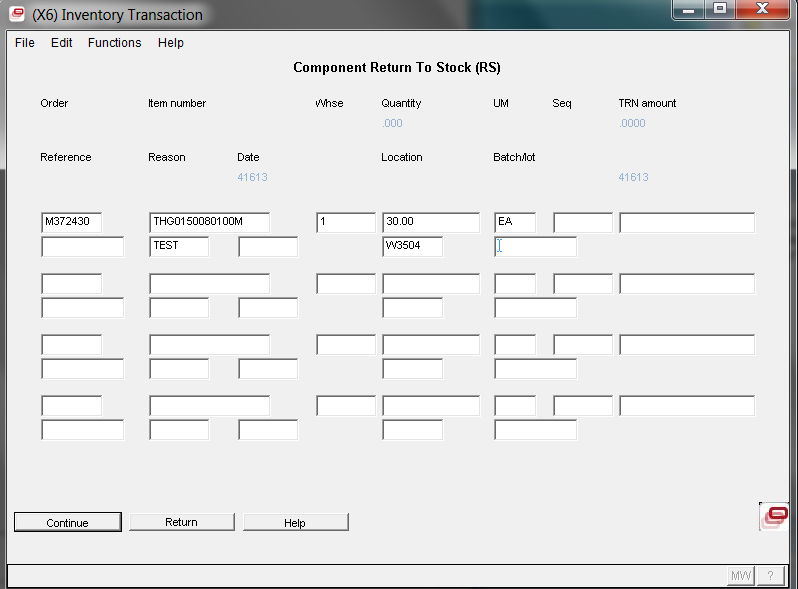 (X6) Inventory Transaction
File Edit Functions Help
Component Return To Stock (RS)
Order Item number Whse Quantity UM Seq TRN amount
.000 .0000
Reference Reason Date Location Batch/lot
41613 41613
M372430 THG0150080100M 1 30.00 EA
TEST W3504
Continue Return Help
MW ?